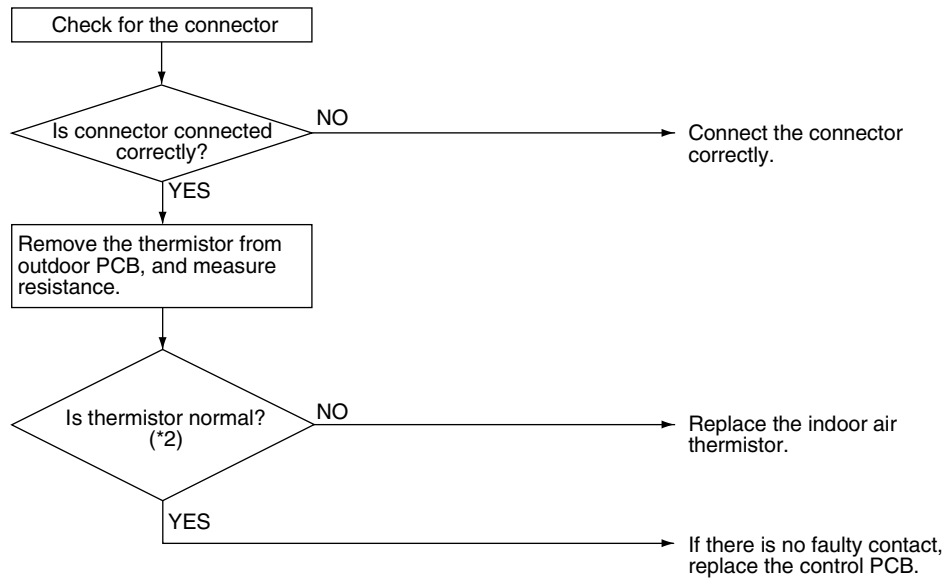 Check for the connector
Is connector connected
correctly?
NO
Connect the connector
correctly.
YES
Remove the thermistor from
outdoor PCB, and measure
resistance.
Is thermistor normal?
(*2)
NO
Replace the indoor air
thermistor.
YES
If there is no faulty contact,
replace the control PCB.